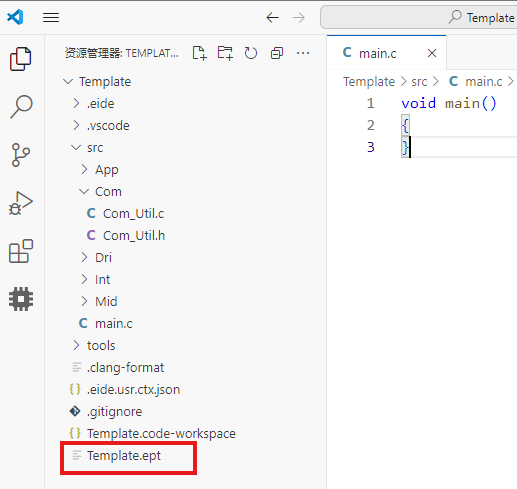 Template
资源管理器: TEMPLAT...
Template
.eide
.vscode
src
App
Com
C Com_Util.c
C Com_Util.h
Dri
Int
Mid
C main.c
tools
.clang-format
{} .eide.usr.ctx.json
.gitignore
{} Template.code-workspace
Template.ept
main.c
Template > src > C main.c >
1 void main()
2 {
3 }